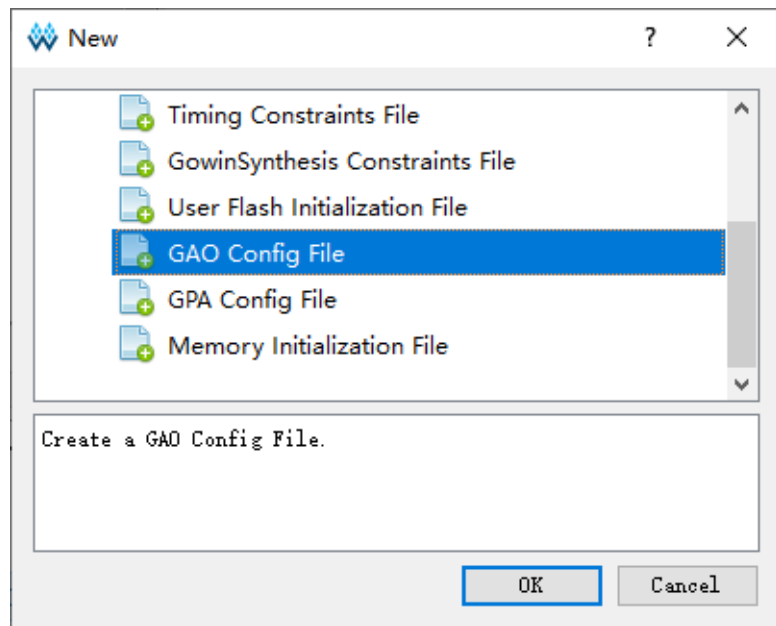 New
?
Timing Constraints File
GowinSynthesis Constraints File
User Flash Initialization File
GAO Config File
GPA Config File
Memory Initialization File
Create a GAO Config File.
OK
Cancel